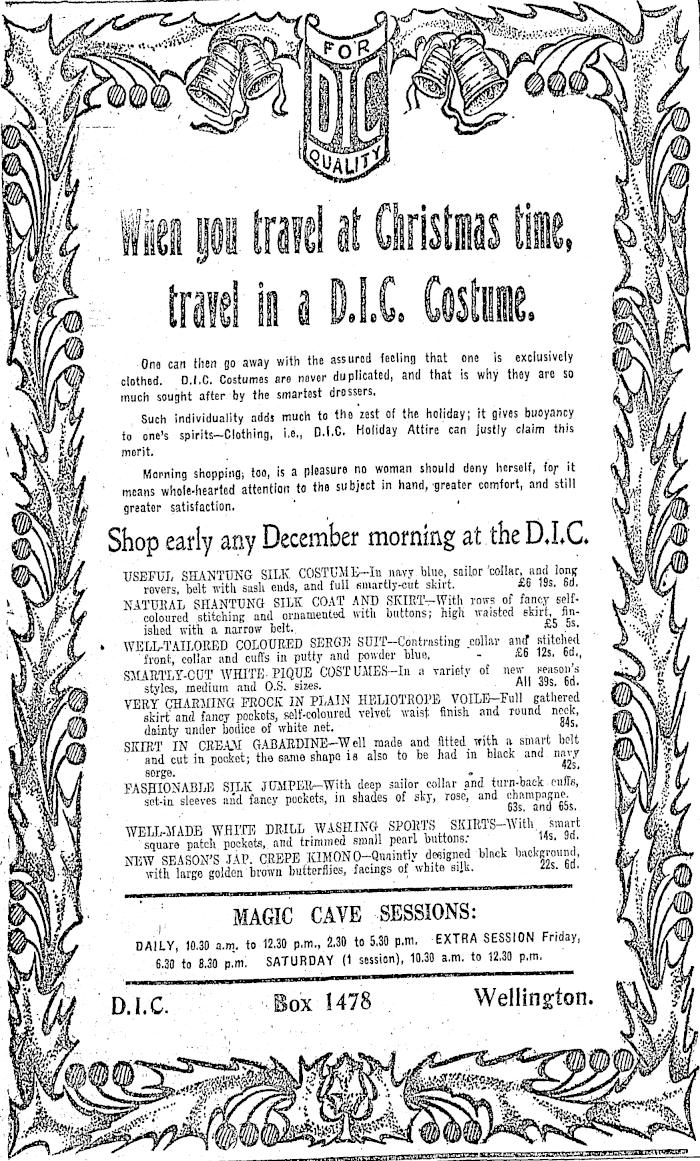 FOR
DIC
QUALITY
When you travel at Christmas time,
travel in a D.I.C. Costume.
One can then go away with the assured feeling that one is exclusively
clothed. D.I.C. Costumes are never duplicated, and that is why they are so
much sought after by the smartest dressers.
Such individuality adds much to the zest of the holiday; it gives buoyancy
to one's spirits—Clothing, i.e., D.I.C. Holiday Attire can justly claim this
merit.
Morning shopping, too, is a pleasure no woman should deny herself, for it
means whole-hearted attention to the subject in hand, greater comfort, and still
greater satisfaction.
Shop early any December morning at the D.I.C.
USEFUL SHANTUNG SILK COSTUME—In navy blue, sailor collar, and long
rovers, belt with sash ends, and full smartly-cut skirt. £6 19s. 6d.
NATURAL SHANTUNG SILK COAT AND SKIRT—With rows of fancy self-
coloured stitching and ornamented with buttons; high waisted skirt, fin-
ished with a narrow belt. £5 5s.
WELL-TAILORED COLOURED SERGE SUIT—Contrasting collar and stitched
front, collar and cuffs in putty and powder blue. - £6 12s. 6d.,
SMARTLY-CUT WHITE PIQUE COSTUMES—In a variety of new season's
styles, medium and O.S. sizes. All 39s. 6d.
VERY CHARMING FROCK IN PLAIN HELIOTROPE VOILE—Full gathered
skirt and fancy pockets, self-coloured velvet waist finish and round neck,
dainty under bodice of white net. 84s.
SKIRT IN CREAM GABARDINE—Well made and fitted with a smart belt
and cut in pocket; the same shape is also to be had in black and navy
serge. 42s.
FASHIONABLE SILK JUMPER—With deep sailor collar and turn-back cuffs,
set-in sleeves and fancy pockets, in shades of sky, rose, and champagne.
63s. and 65s.
WELL-MADE WHITE DRILL WASHING SPORTS SKIRTS—With smart
square patch pockets, and trimmed small pearl buttons. 14s. 9d.
NEW SEASON'S JAP. CREPE KIMONO—Quaintly designed black background,
with large golden brown butterflies, facings of white silk. 22s. 6d.
MAGIC CAVE SESSIONS:
DAILY, 10.30 a.m. to 12.30 p.m., 2.30 to 5.30 p.m. EXTRA SESSION Friday,
6.30 to 8.30 p.m. SATURDAY (1 session), 10.30 a.m. to 12.30 p.m.
D.I.C. Box 1478 Wellington.